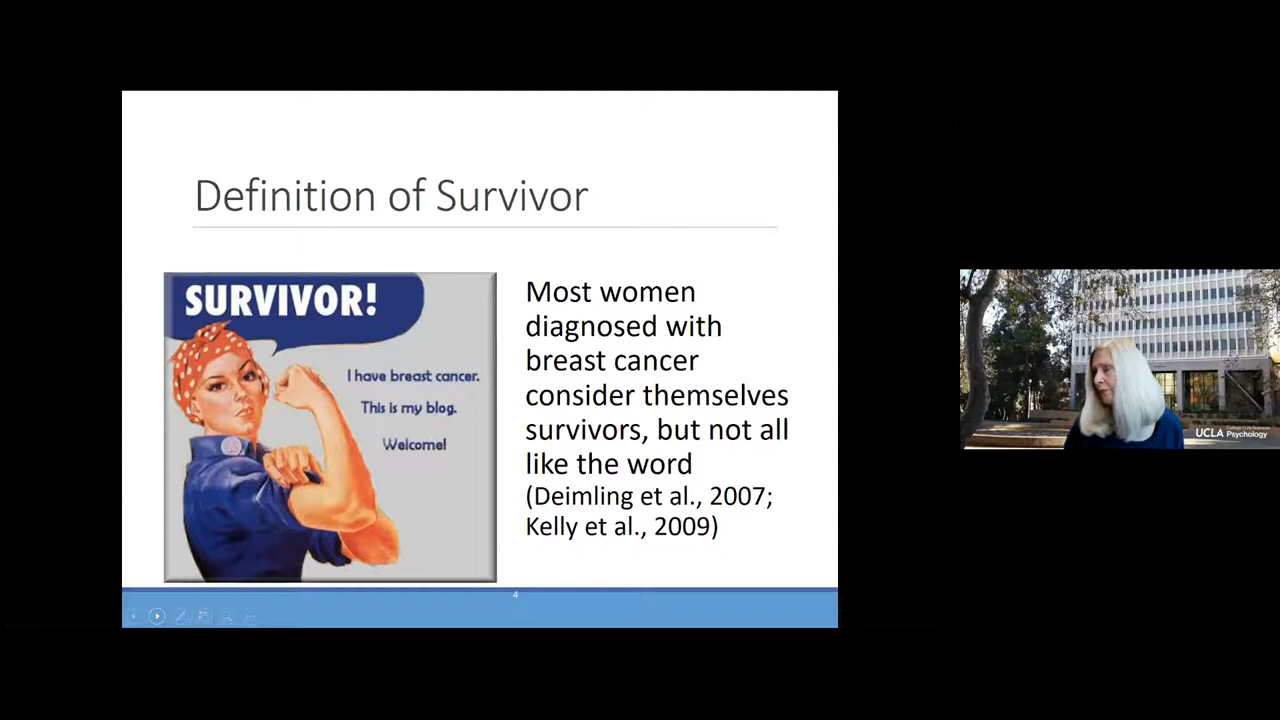 Definition of Survivor
SURVIVOR!
I have breast cancer.
This is my blog.
Welcome!
Most women
diagnosed with
breast cancer
consider themselves
survivors, but not all
like the word
(Deimling et al., 2007;
Kelly et al., 2009)
4
UCLA Psychology